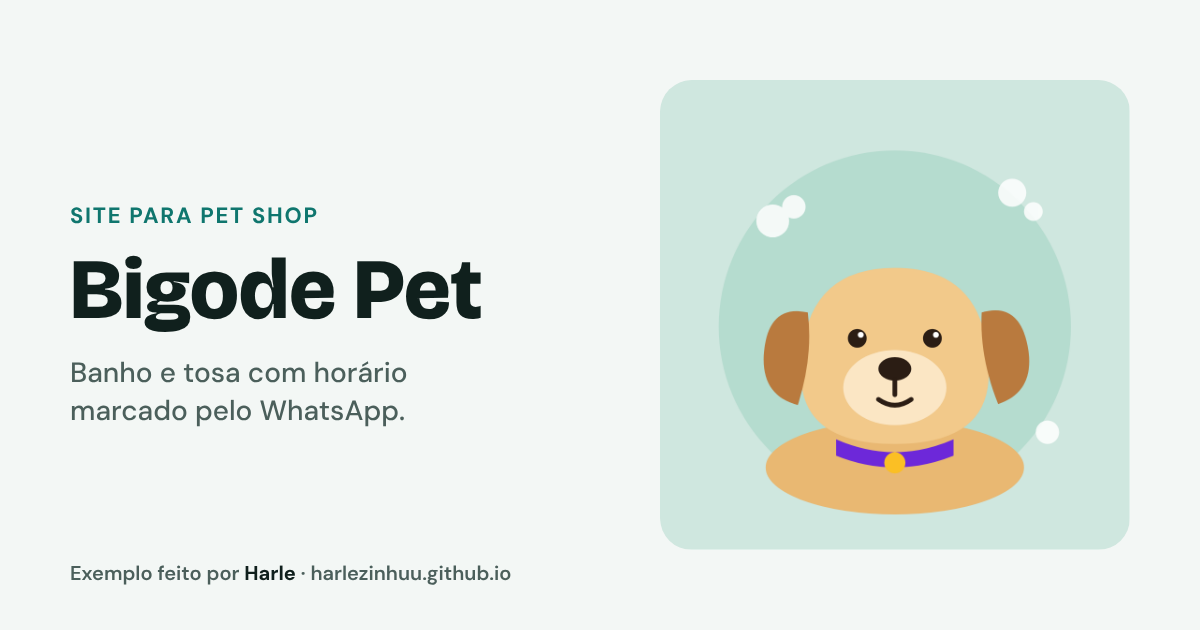 SITE PARA PET SHOP
Bigode Pet
Banho e tosa com horário
marcado pelo WhatsApp.
Exemplo feito por Harle · harlezinhuu.github.io